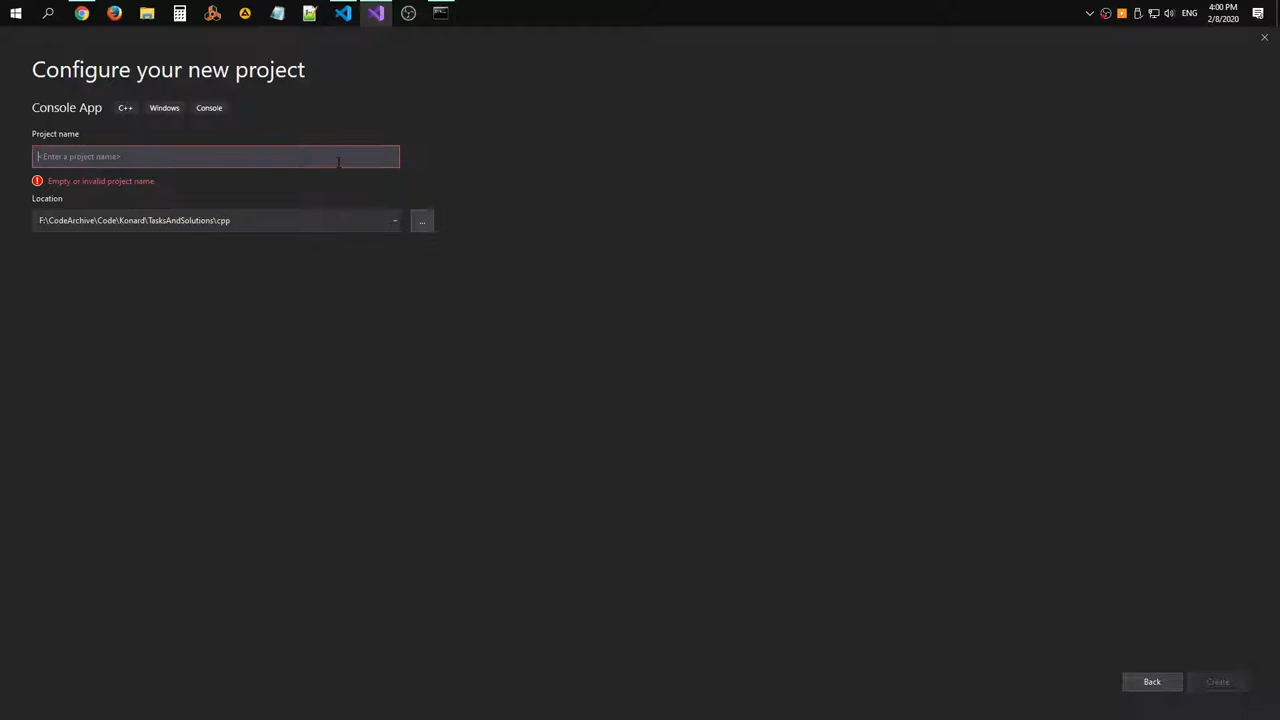 ENG
4:00 PM
2/8/2020
Configure your new project
Console App C++ Windows Console
Project name
<Enter a project name>
Empty or invalid project name
Location
F:\CodeArchive\Code\Konard\TasksAndSolutions\cpp
...
Back Create